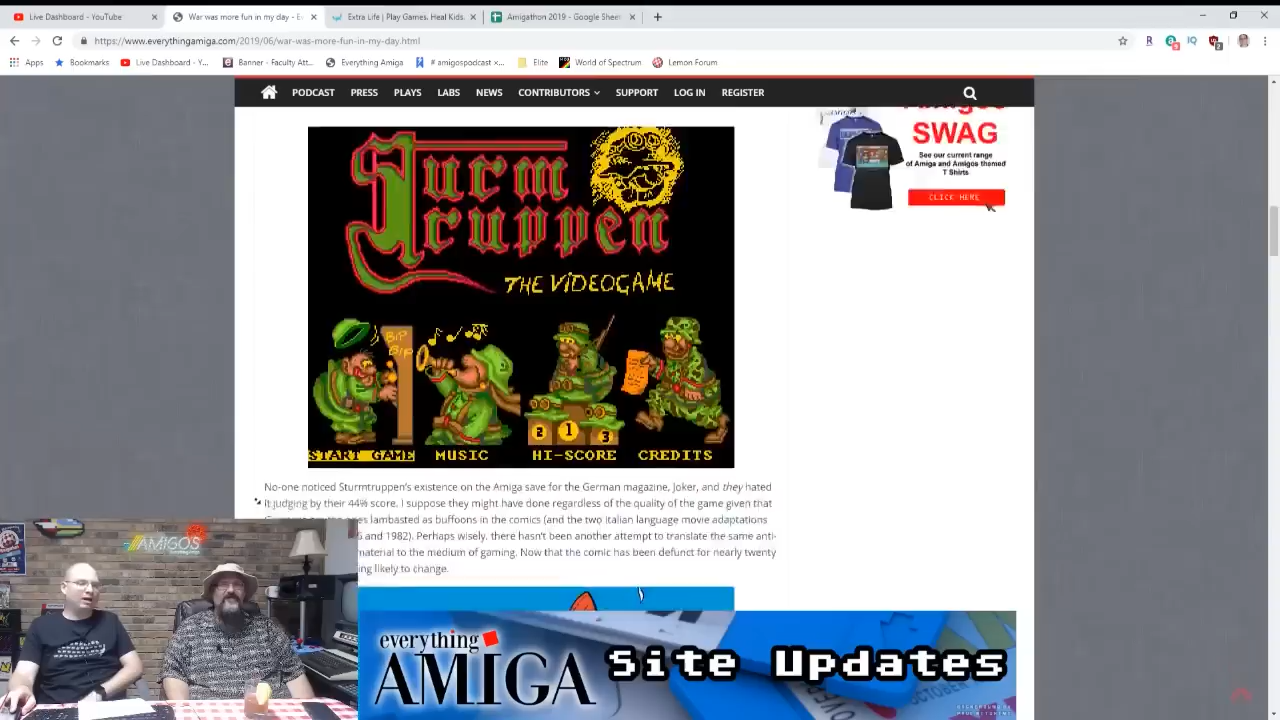 Live Dashboard - YouTube
War was more fun in my day - E
Extra Life | Play Games. Heal Kids.
Amigathon 2019 - Google Sheet
https://www.everythingamiga.com/2019/06/war-was-more-fun-in-my-day.html
Apps Bookmarks Live Dashboard - Y... Banner - Faculty Att... Everything Amiga # amigospodcast ×... Elite World of Spectrum Lemon Forum
PODCAST PRESS PLAYS LABS NEWS CONTRIBUTORS SUPPORT LOG IN REGISTER
SWAG
See our current range
of Amiga and Amigos themed
T Shirts
CLICK HERE
Sturm
Truppen
THE VIDEOGAME
BIP
BIP
2 1 3
START GAME MUSIC HI-SCORE CREDITS
No-one noticed Sturmtruppen's existence on the Amiga save for the German magazine, Joker, and they hated
it judging by their 44% score. I suppose they might have done regardless of the quality of the game given that
lambasted as buffoons in the comics (and the two Italian language movie adaptations
and 1982). Perhaps wisely, there hasn't been another attempt to translate the same anti-
material to the medium of gaming. Now that the comic has been defunct for nearly twenty
ing likely to change.
AMIGOS
everything
AMIGA
Site Updates
OCTOBER